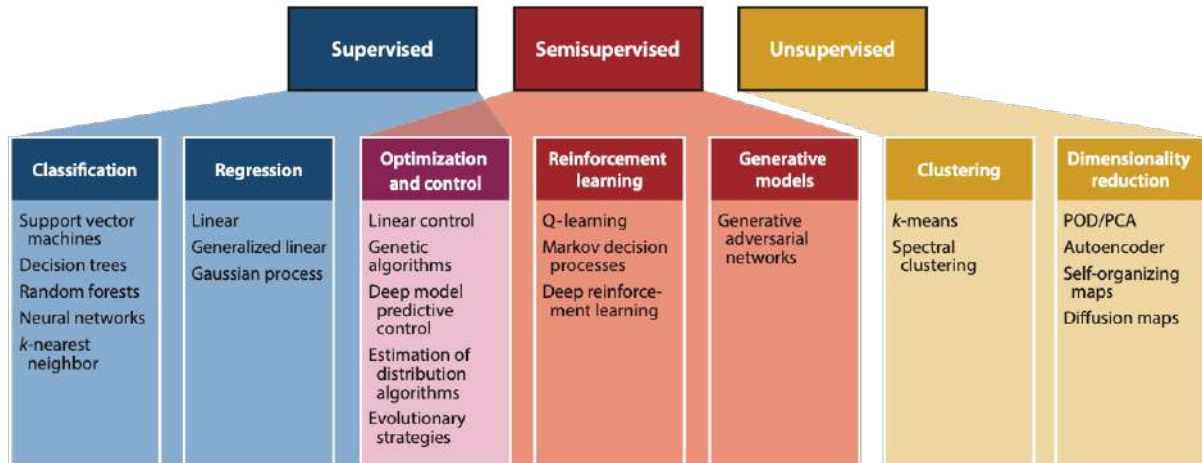 Supervised
Semisupervised
Unsupervised
Classification
Support vector
machines
Decision trees
Random forests
Neural networks
k-nearest
neighbor
Regression
Linear
Generalized linear
Gaussian process
Optimization
and control
Linear control
Genetic
algorithms
Deep model
predictive
control
Estimation of
distribution
algorithms
Evolutionary
strategies
Reinforcement
learning
Q-learning
Markov decision
processes
Deep reinforce-
ment learning
Generative
models
Generative
adversarial
networks
Clustering
k-means
Spectral
clustering
Dimensionality
reduction
POD/PCA
Autoencoder
Self-organizing
maps
Diffusion maps